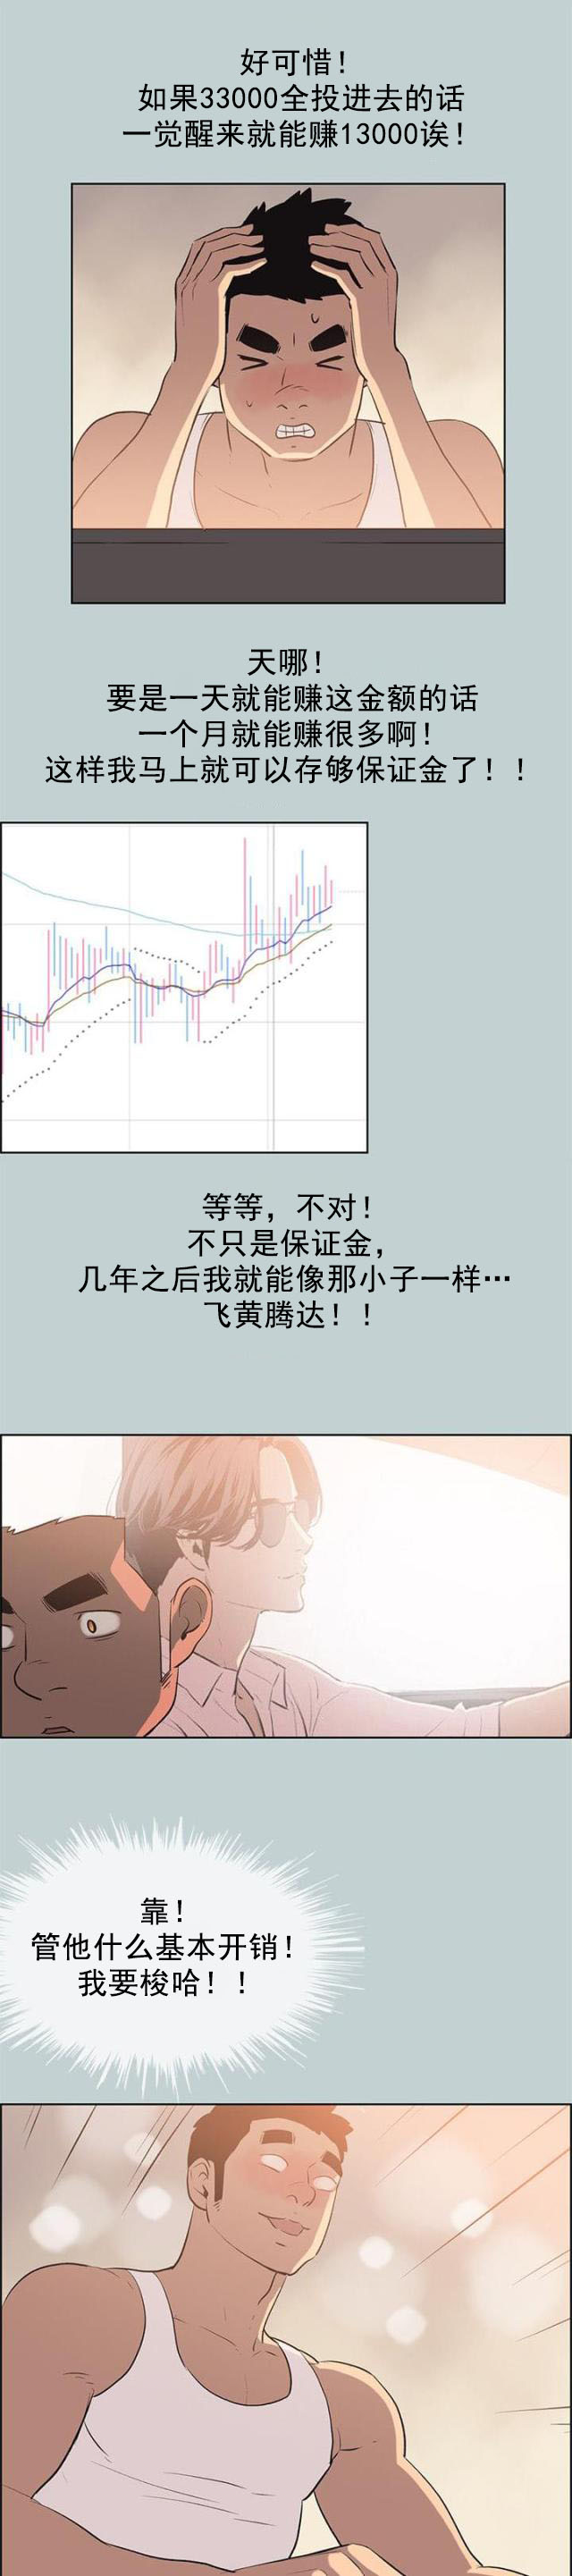 好可惜！
如果33000全投进去的话
一觉醒来就能赚13000诶！
天哪！
要是一天就能赚这金额的话
一个月就能赚很多啊！
这样我马上就可以存够保证金了！！
等等，不对！
不只是保证金，
几年之后我就能像那小子一样…
飞黄腾达！！
靠！
管他什么基本开销！
我要梭哈！！